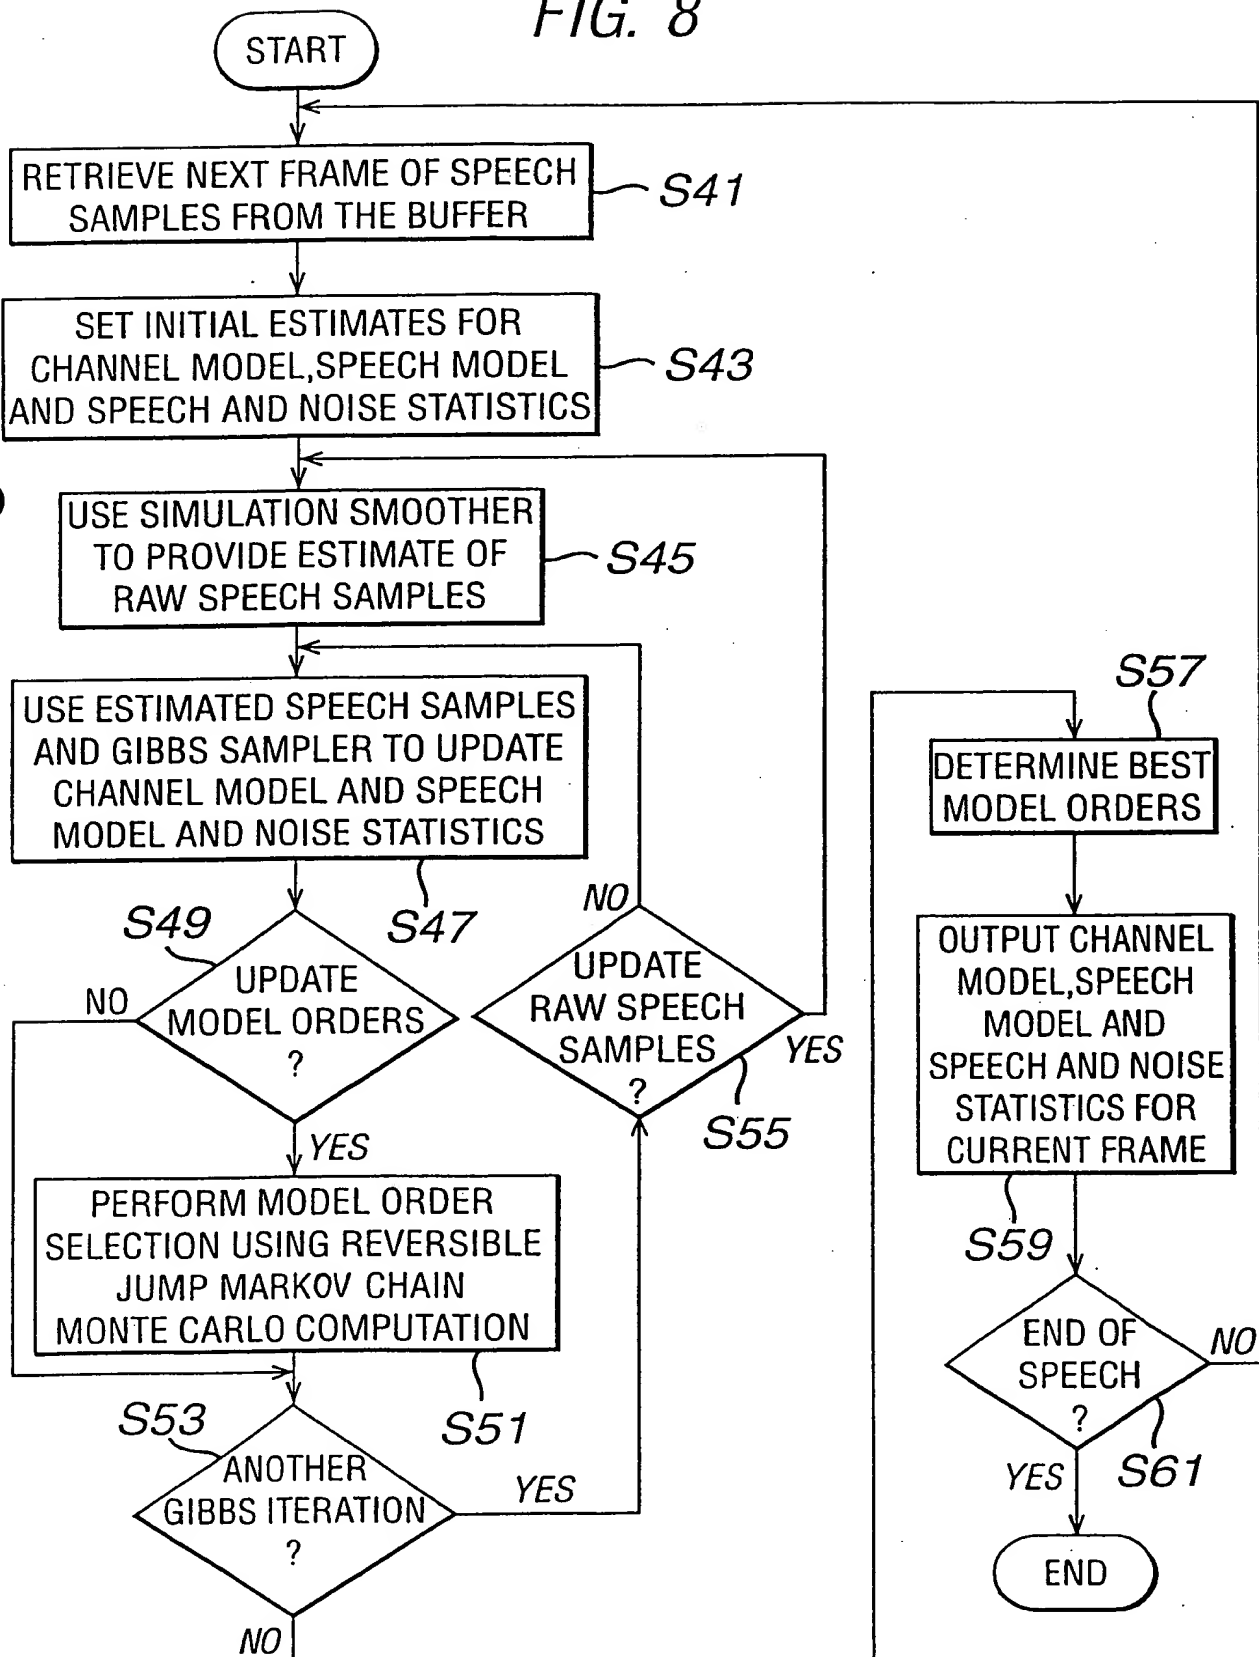 FIG. 8
START
RETRIEVE NEXT FRAME OF SPEECH
SAMPLES FROM THE BUFFER
S41
SET INITIAL ESTIMATES FOR
CHANNEL MODEL,SPEECH MODEL
AND SPEECH AND NOISE STATISTICS
S43
USE SIMULATION SMOOTHER
TO PROVIDE ESTIMATE OF
RAW SPEECH SAMPLES
S45
USE ESTIMATED SPEECH SAMPLES
AND GIBBS SAMPLER TO UPDATE
CHANNEL MODEL AND SPEECH
MODEL AND NOISE STATISTICS
S47
S49
UPDATE
MODEL ORDERS
?
NO
YES
PERFORM MODEL ORDER
SELECTION USING REVERSIBLE
JUMP MARKOV CHAIN
MONTE CARLO COMPUTATION
S51
S53
ANOTHER
GIBBS ITERATION
?
YES
NO
NO
UPDATE
RAW SPEECH
SAMPLES
?
YES
S55
S57
DETERMINE BEST
MODEL ORDERS
OUTPUT CHANNEL
MODEL,SPEECH
MODEL AND
SPEECH AND NOISE
STATISTICS FOR
CURRENT FRAME
S59
END OF
SPEECH
?
NO
YES
S61
END